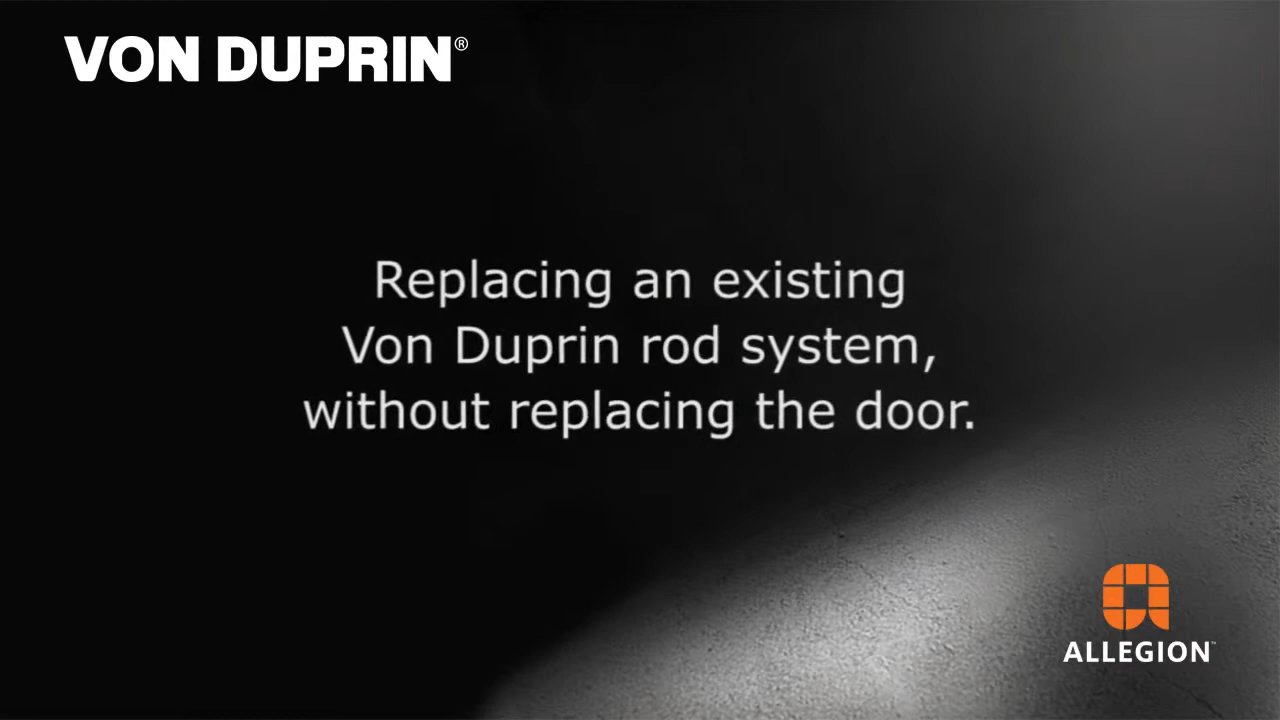 VON DUPRIN®
Replacing an existing
Von Duprin rod system,
without replacing the door.
ALLEGION™